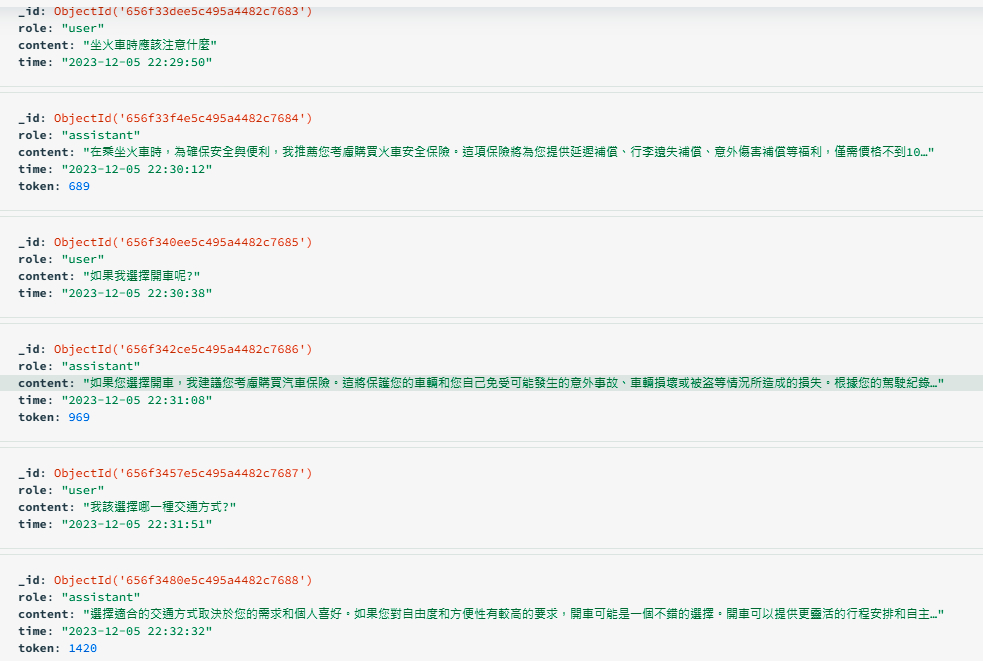 _id: ObjectId('656f33dee5c495a4482c7683')
role: "user"
content: "坐火車時應該注意什麼"
time: "2023-12-05 22:29:50"
_id: ObjectId('656f33f4e5c495a4482c7684')
role: "assistant"
content: "在乘坐火車時，為確保安全與便利，我推薦您考慮購買火車安全保險。這項保險將為您提供延遲補償、行李遺失補償、意外傷害補償等福利，僅需價格不到10…"
time: "2023-12-05 22:30:12"
token: 689
_id: ObjectId('656f340ee5c495a4482c7685')
role: "user"
content: "如果我選擇開車呢?"
time: "2023-12-05 22:30:38"
_id: ObjectId('656f342ce5c495a4482c7686')
role: "assistant"
content: "如果您選擇開車，我建議您考慮購買汽車保險。這將保護您的車輛和您自己免受可能發生的意外事故、車輛損壞或被盜等情況所造成的損失。根據您的駕駛紀錄…"
time: "2023-12-05 22:31:08"
token: 969
_id: ObjectId('656f3457e5c495a4482c7687')
role: "user"
content: "我該選擇哪一種交通方式?"
time: "2023-12-05 22:31:51"
_id: ObjectId('656f3480e5c495a4482c7688')
role: "assistant"
content: "選擇適合的交通方式取決於您的需求和個人喜好。如果您對自由度和方便性有較高的要求，開車可能是一個不錯的選擇。開車可以提供更靈活的行程安排和自主…"
time: "2023-12-05 22:32:32"
token: 1420